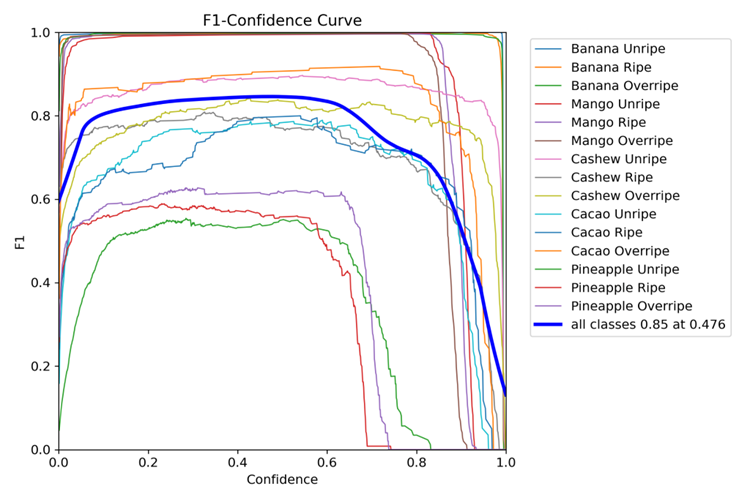 F1-Confidence Curve
1.0
0.8
0.6
0.4
0.2
0.0
F1
0.0 0.2 0.4 0.6 0.8 1.0
Confidence
Banana Unripe
Banana Ripe
Banana Overripe
Mango Unripe
Mango Ripe
Mango Overripe
Cashew Unripe
Cashew Ripe
Cashew Overripe
Cacao Unripe
Cacao Ripe
Cacao Overripe
Pineapple Unripe
Pineapple Ripe
Pineapple Overripe
all classes 0.85 at 0.476